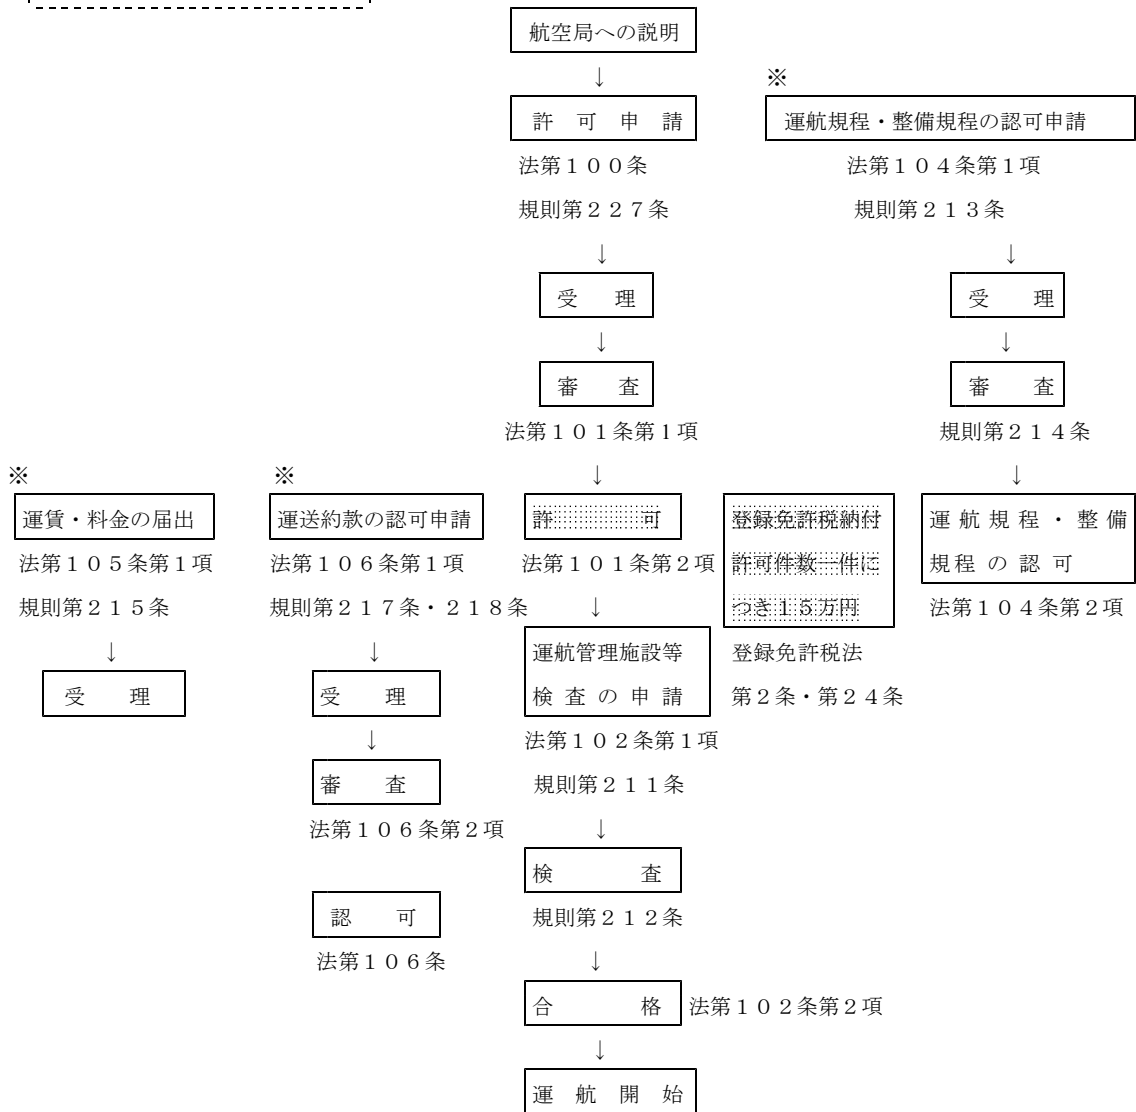 航空局への説明
↓
※
許可申請
運航規程・整備規程の認可申請
法第１００条
法第１０４条第１項
規則第２２７条
規則第２１３条
↓
↓
受理
受理
↓
↓
審査
審査
法第１０１条第１項
規則第２１４条
※
※
↓
↓
運賃・料金の届出
運送約款の認可申請
許可
登録免許税納付
運航規程・整備
法第１０５条第１項
法第１０６条第１項
法第１０１条第２項
許可件数一件に
規程の認可
規則第２１５条
規則第２１７条・２１８条
↓
つき１５万円
法第１０４条第２項
↓
↓
運航管理施設等
登録免許税法
受理
受理
検査の申請
第２条・第２４条
↓
法第１０２条第１項
審査
規則第２１１条
法第１０６条第２項
↓
検査
認可
規則第２１２条
法第１０６条
↓
合格
法第１０２条第２項
↓
運航開始